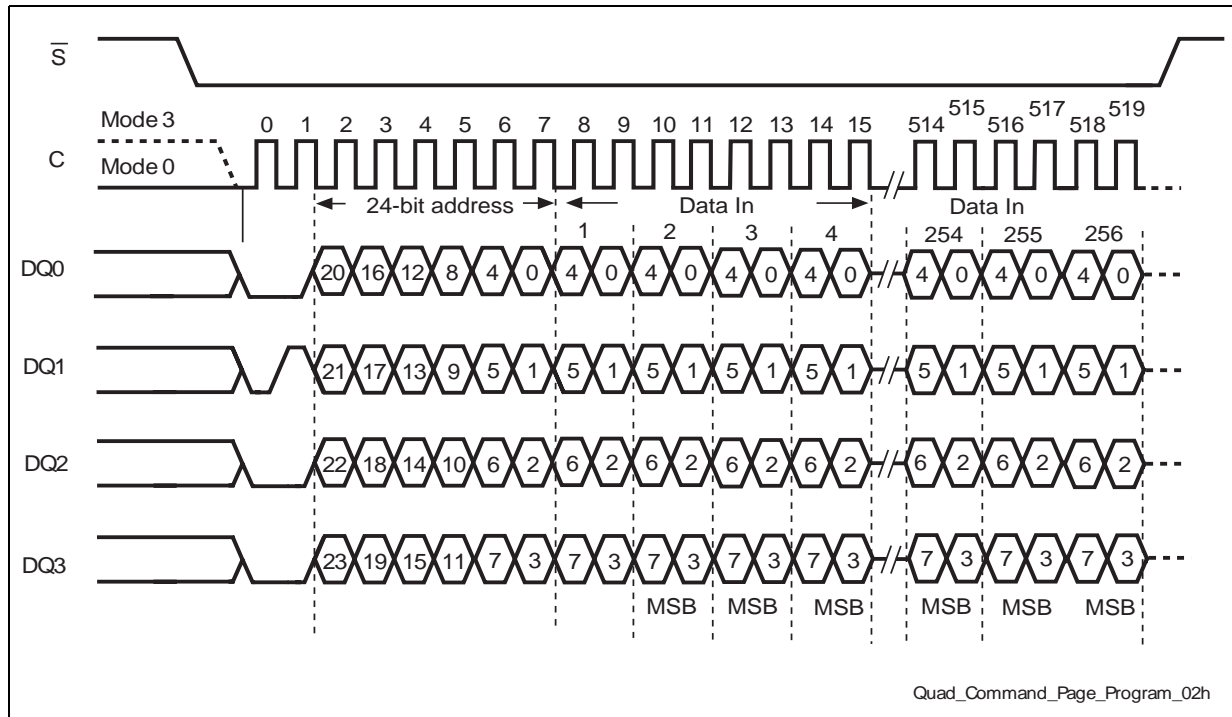 S
Mode 3
C
Mode 0
0 1 2 3 4 5 6 7 8 9 10 11 12 13 14 15 514 515 516 517 518 519
24-bit address Data In Data In
1 2 3 4 254 255 256
DQ0 20 16 12 8 4 0 4 0 4 0 4 0 4 0 4 0 4 0 4 0
DQ1 21 17 13 9 5 1 5 1 5 1 5 1 5 1 5 1 5 1 5 1
DQ2 22 18 14 10 6 2 6 2 6 2 6 2 6 2 6 2 6 2 6 2
DQ3 23 19 15 11 7 3 7 3 7 3 7 3 7 3 7 3 7 3 7 3
MSB MSB MSB MSB MSB MSB
Quad_Command_Page_Program_02h